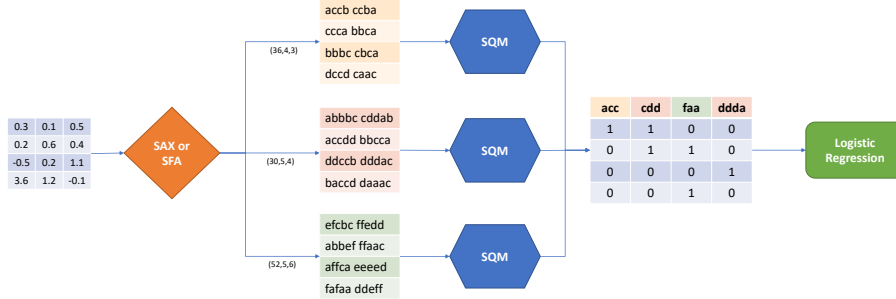 0.3 0.1 0.5
0.2 0.6 0.4
-0.5 0.2 1.1
3.6 1.2 -0.1
SAX or
SFA
(36,4,3)
accb ccba
ccca bbca
bbbc cbca
dccd caac
SQM
(30,5,4)
abbbc cddab
accdd bbcca
ddccb dddac
baccd daaac
SQM
(52,5,6)
efcbc ffedd
abbef ffaac
affca eeeed
fafaa ddeff
SQM
acc cdd faa ddda
1 1 0 0
0 1 1 0
0 0 0 1
0 0 1 0
Logistic
Regression